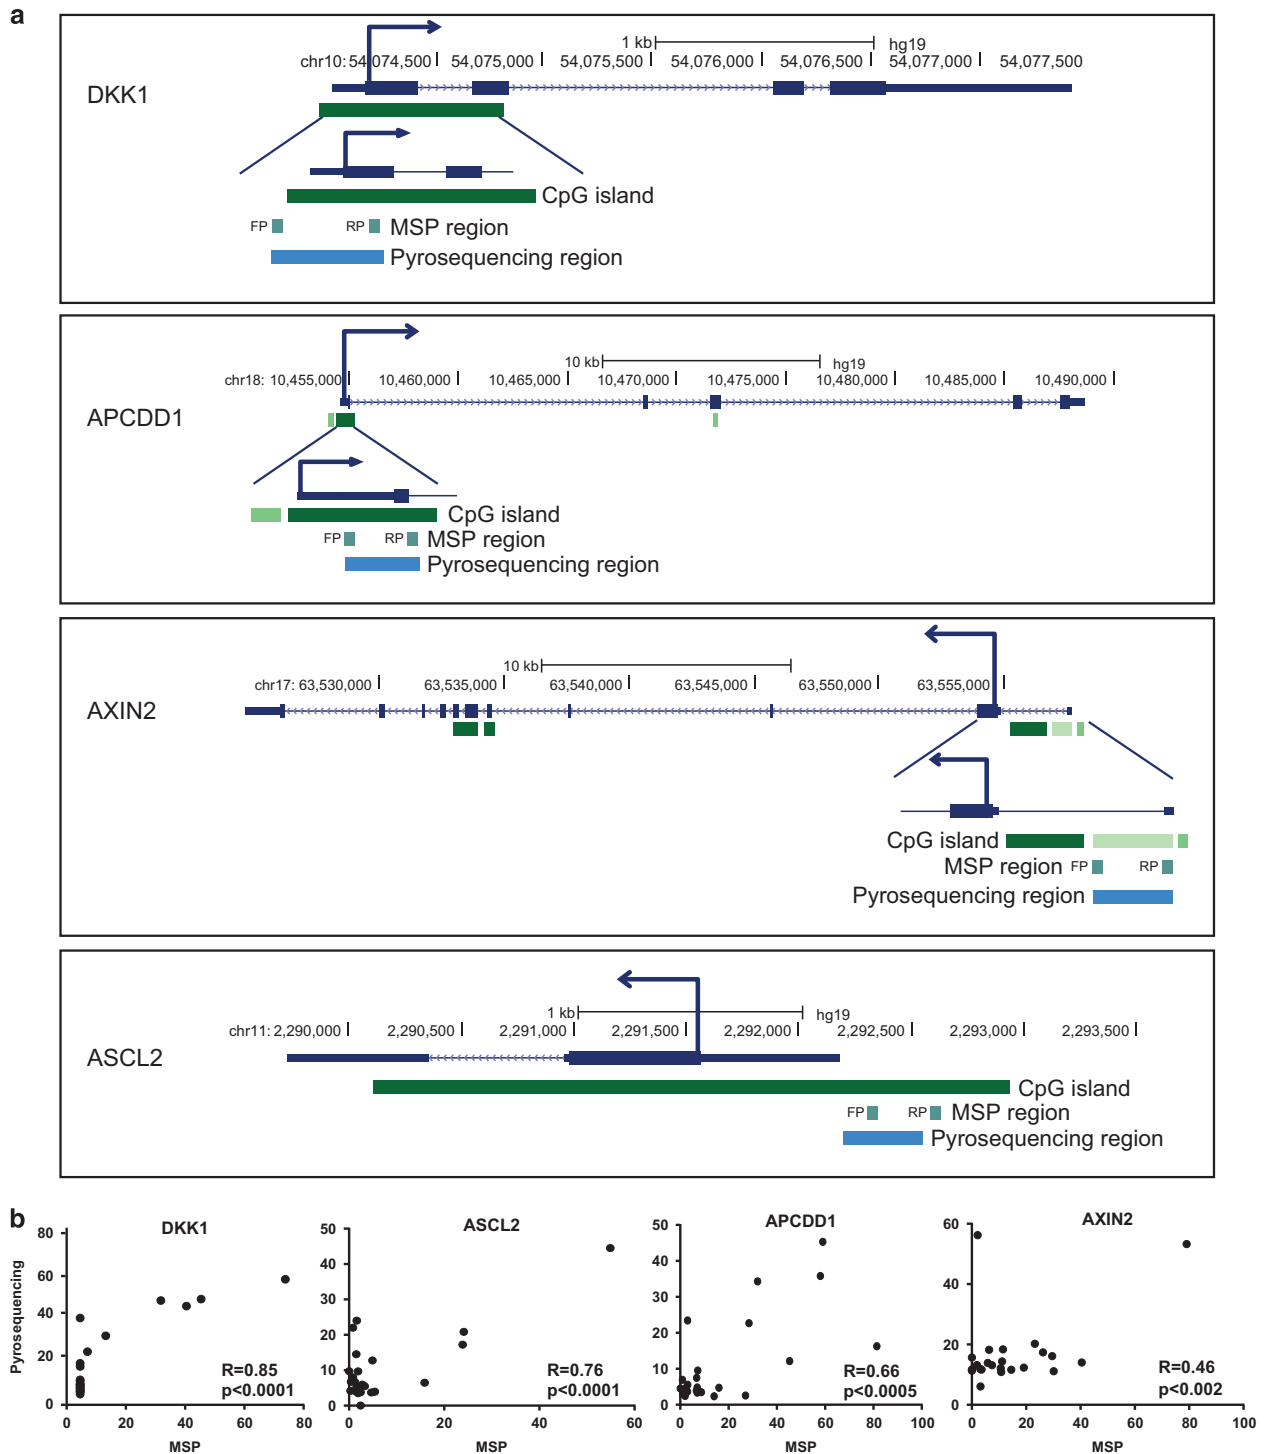 a
1 kb hg19
chr10: 54,074,500 54,075,000 54,075,500 54,076,000 54,076,500 54,077,000 54,077,500
DKK1
CpG island
FP RP MSP region
Pyrosequencing region
10 kb hg19
chr18: 10,455,000 10,460,000 10,465,000 10,470,000 10,475,000 10,480,000 10,485,000 10,490,000
APCDD1
CpG island
FP RP MSP region
Pyrosequencing region
10 kb
chr17: 63,530,000 63,535,000 63,540,000 63,545,000 63,550,000 63,555,000
AXIN2
CpG island
MSP region FP RP
Pyrosequencing region
1 kb hg19
chr11: 2,290,000 2,290,500 2,291,000 2,291,500 2,292,000 2,292,500 2,293,000 2,293,500
ASCL2
CpG island
FP RP MSP region
Pyrosequencing region
b
DKK1
Pyrosequencing
80
60
40
20
0
R=0.85
p<0.0001
0 20 40 60 80
MSP
ASCL2
50
40
30
20
10
0
R=0.76
p<0.0001
0 20 40 60
MSP
APCDD1
50
40
30
20
10
0
R=0.66
p<0.0005
0 20 40 60 80 100
MSP
AXIN2
60
40
20
0
R=0.46
p<0.002
0 20 40 60 80 100
MSP